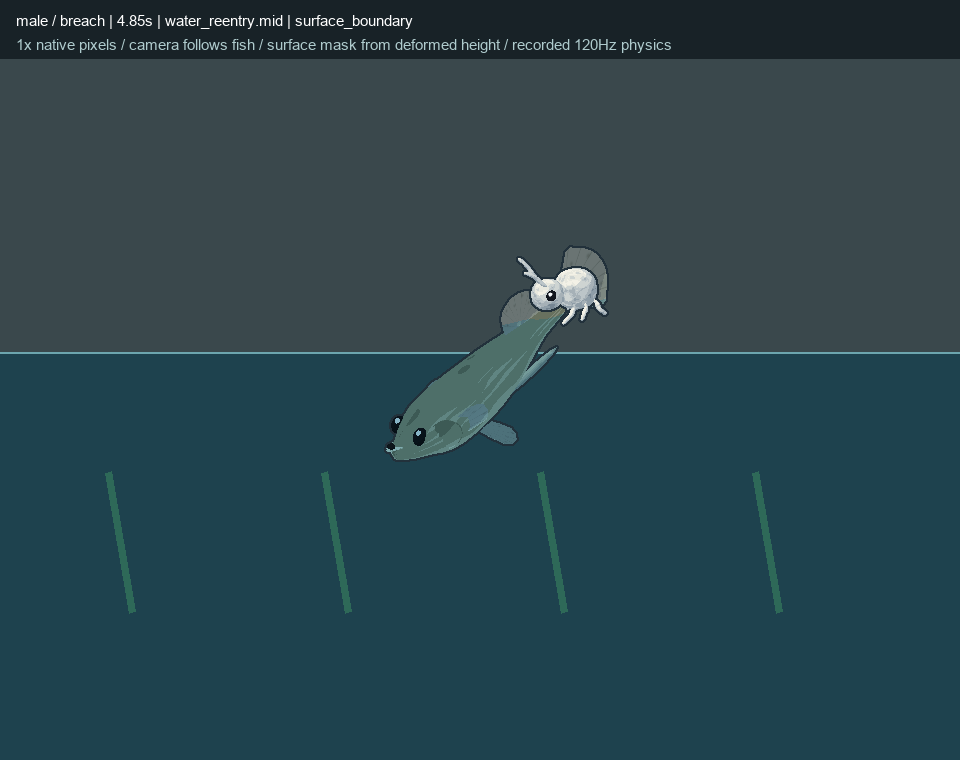 male / breach | 4.85s | water_reentry.mid | surface_boundary
1x native pixels / camera follows fish / surface mask from deformed height / recorded 120Hz physics